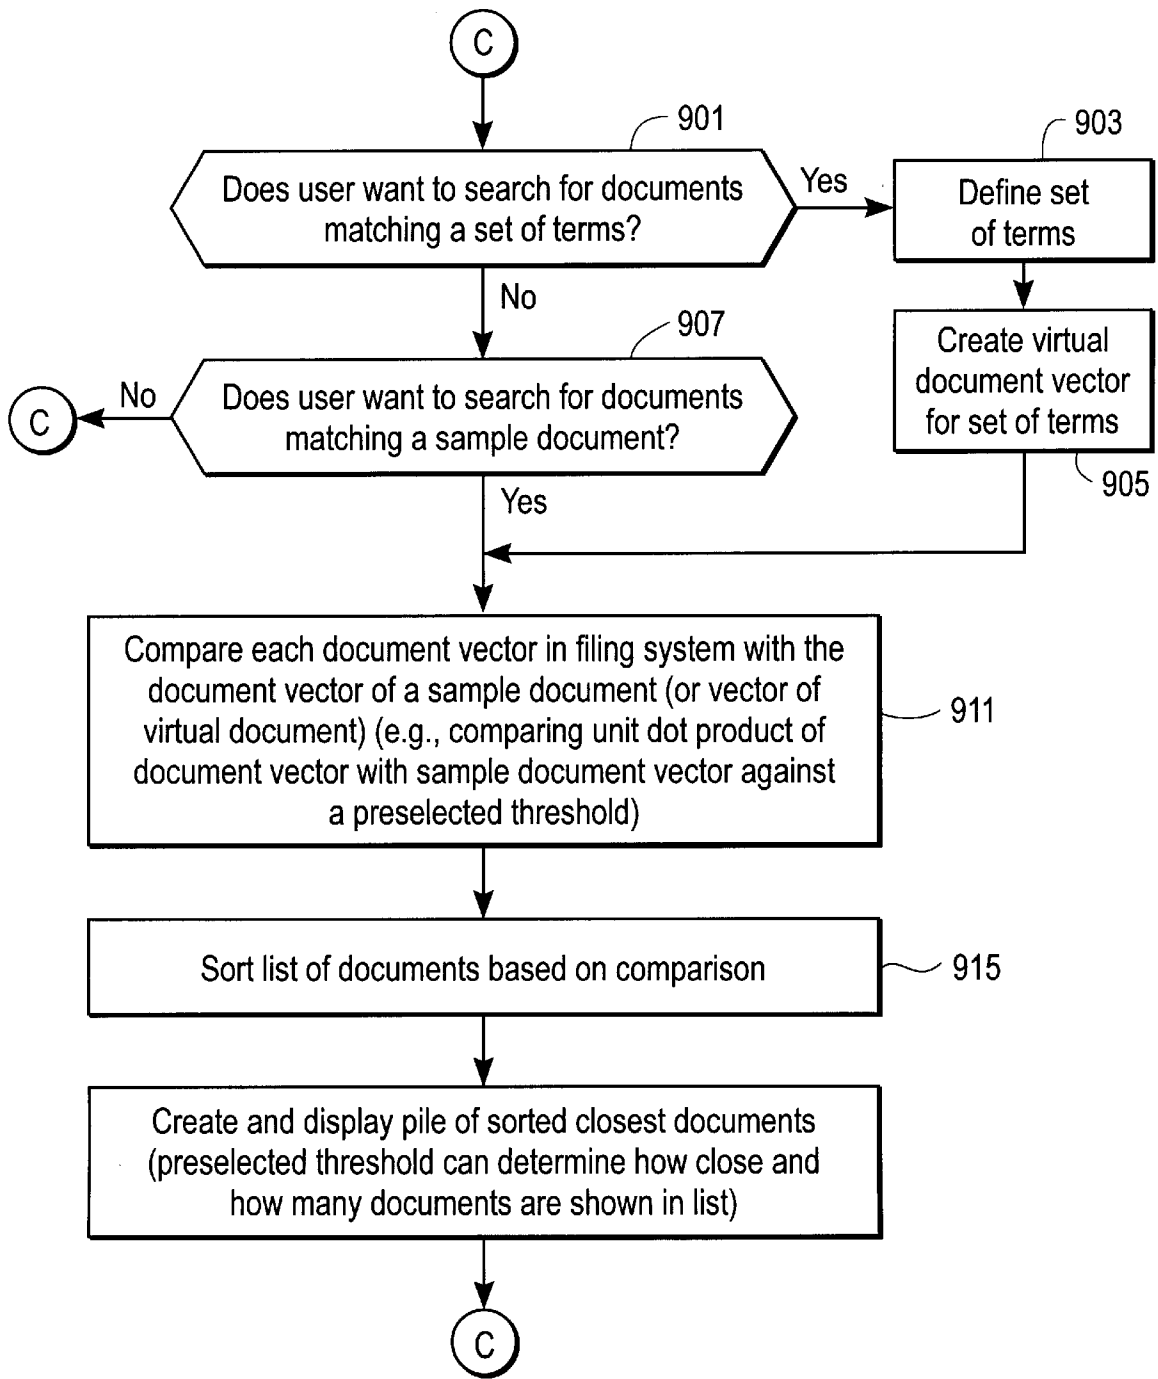 C
901
Does user want to search for documents
matching a set of terms?
Yes
903
Define set
of terms
No
Create virtual
document vector
for set of terms
905
907
Does user want to search for documents
matching a sample document?
No
C
Yes
Compare each document vector in filing system with the
document vector of a sample document (or vector of
virtual document) (e.g., comparing unit dot product of
document vector with sample document vector against
a preselected threshold)
911
Sort list of documents based on comparison
915
Create and display pile of sorted closest documents
(preselected threshold can determine how close and
how many documents are shown in list)
C